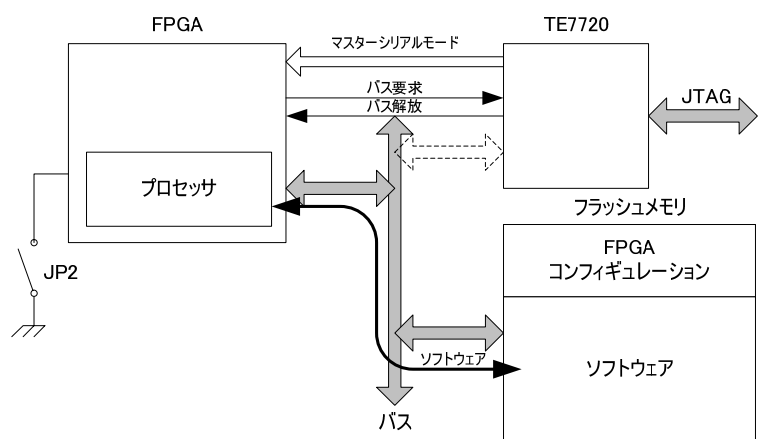 FPGA
マスターシリアルモード
TE7720
バス要求
バス解放
JTAG
プロセッサ
JP2
フラッシュメモリ
FPGA
コンフィギュレーション
ソフトウェア
ソフトウェア
バス